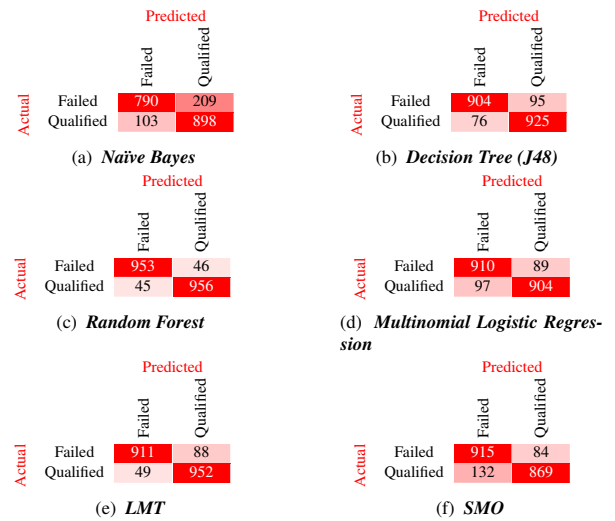 Predicted
Failed
Qualified
Actual
Failed 790 209
Qualified 103 898
(a) Naïve Bayes
Predicted
Failed
Qualified
Actual
Failed 904 95
Qualified 76 925
(b) Decision Tree (J48)
Predicted
Failed
Qualified
Actual
Failed 953 46
Qualified 45 956
(c) Random Forest
Predicted
Failed
Qualified
Actual
Failed 910 89
Qualified 97 904
(d) Multinomial Logistic Regres-
sion
Predicted
Failed
Qualified
Actual
Failed 911 88
Qualified 49 952
(e) LMT
Predicted
Failed
Qualified
Actual
Failed 915 84
Qualified 132 869
(f) SMO